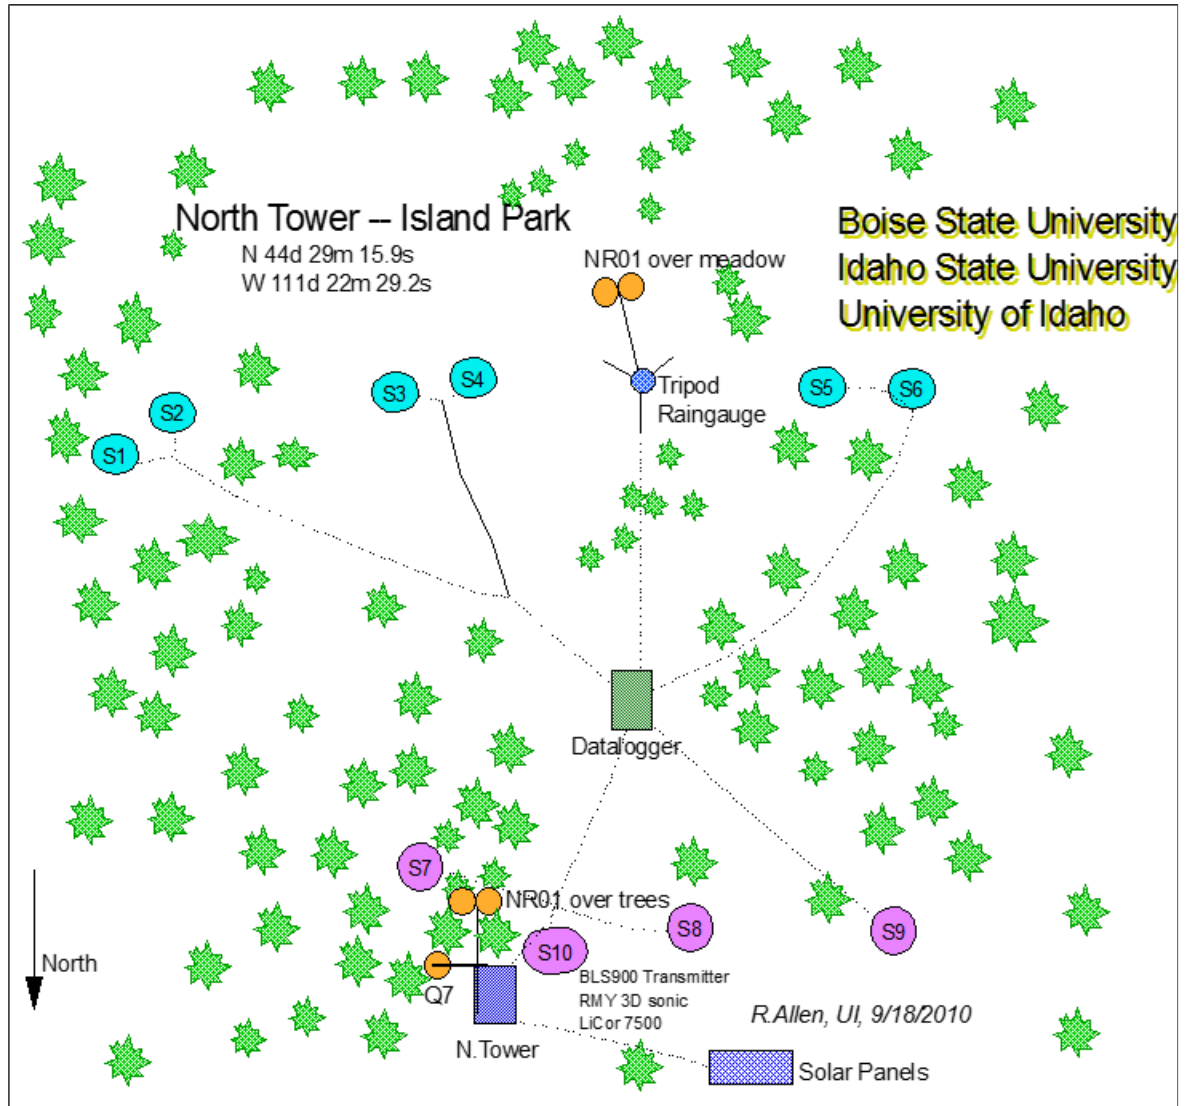 North Tower -- Island Park
N 44d 29m 15.9s
W 111d 22m 29.2s
Boise State University
Idaho State University
University of Idaho
NR01 over meadow
S1
S2
S3
S4
Tripod
Raingauge
S5
S6
Datalogger
S7
NR01 over trees
S8
S9
S10
Q7
BLS900 Transmitter
RMY 3D sonic
LiCor 7500
R.Allen, UI, 9/18/2010
North
N.Tower
Solar Panels